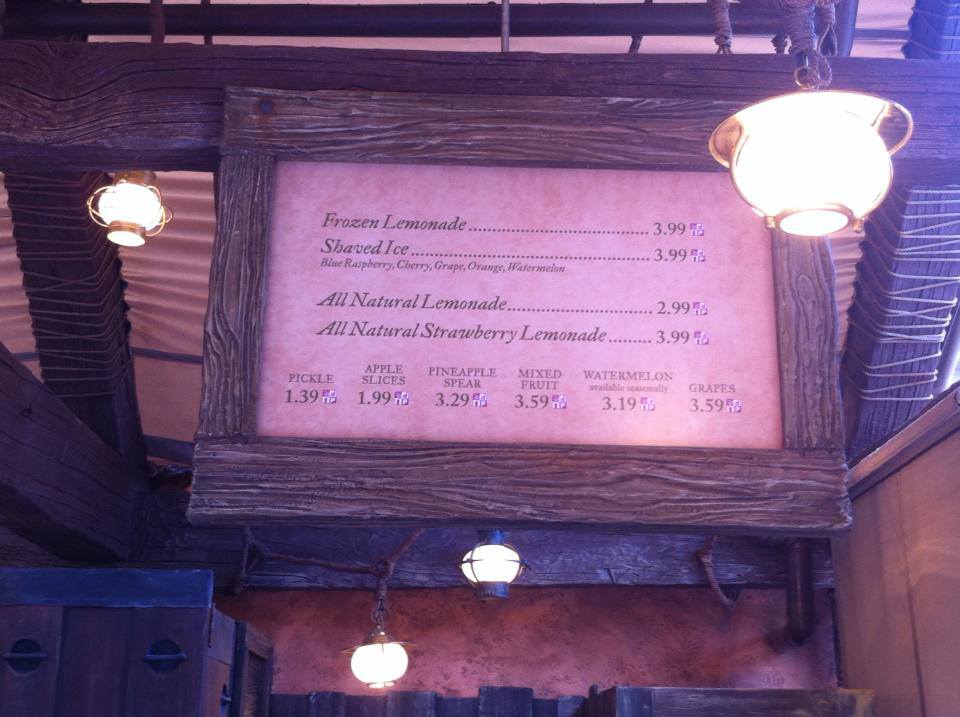 Frozen Lemonade ........................................ 3.99
Shaved Ice ..................................................... 3.99
Blue Raspberry, Cherry, Grape, Orange, Watermelon
All Natural Lemonade ................................ 2.99
All Natural Strawberry Lemonade ......... 3.99
PICKLE APPLE SLICES PINEAPPLE SPEAR MIXED FRUIT WATERMELON available seasonally GRAPES
1.39 1.99 3.29 3.59 3.19 3.59